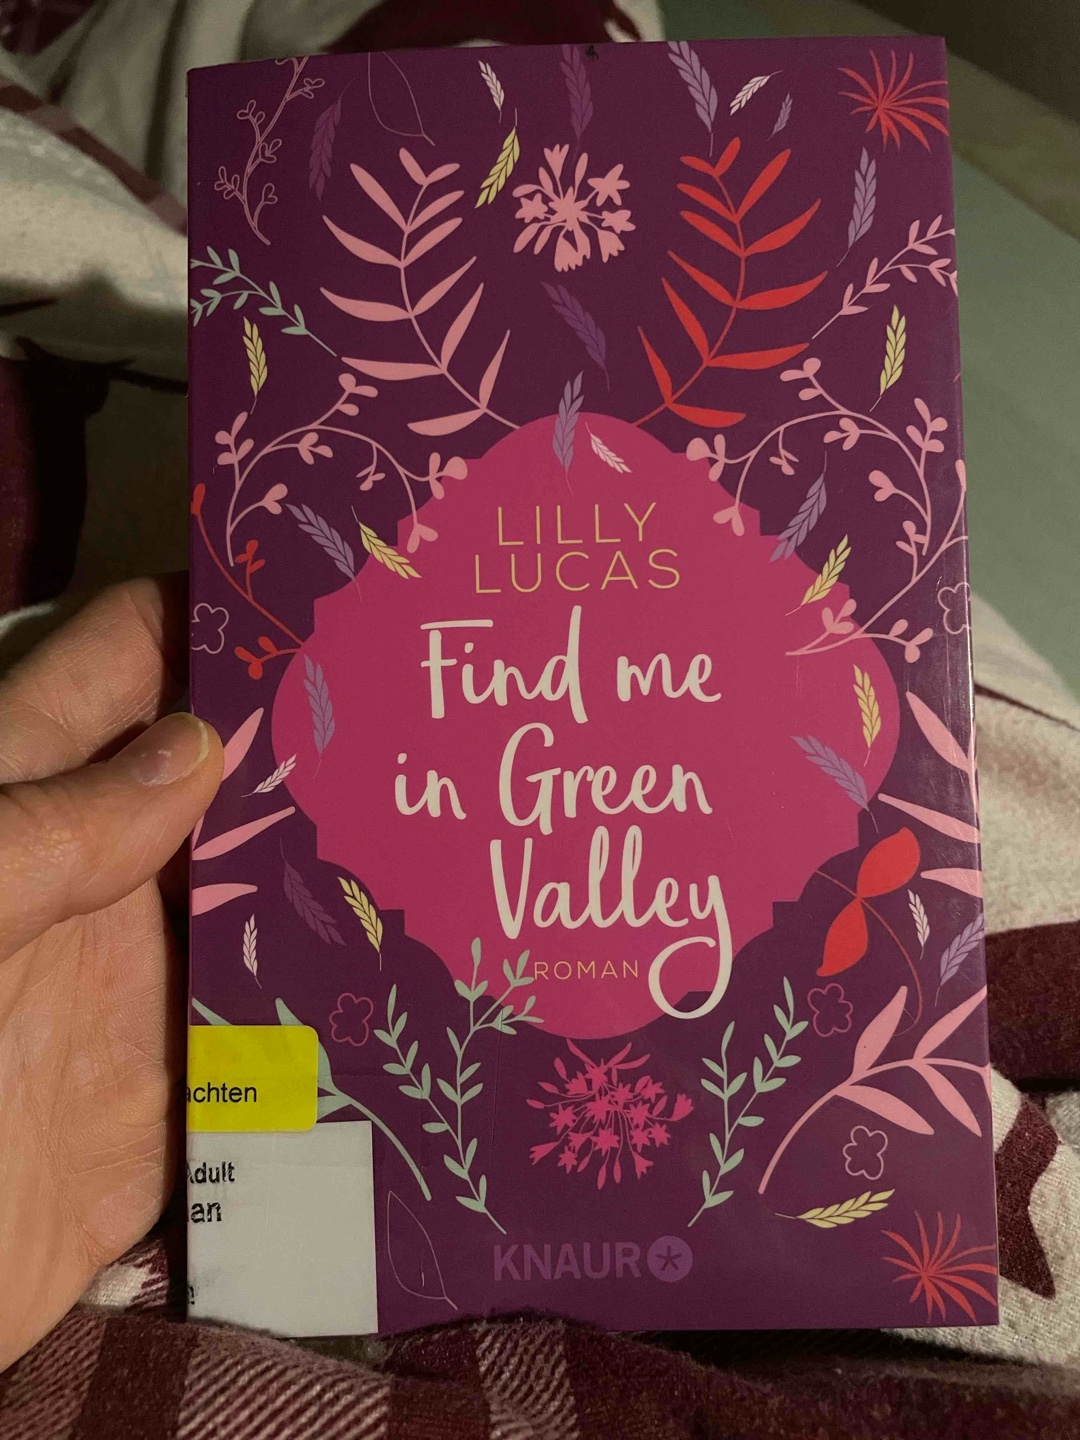 LILLY
LUCAS
Find me
in Green
Valley
ROMAN
achten
Adult
an
KNAUR